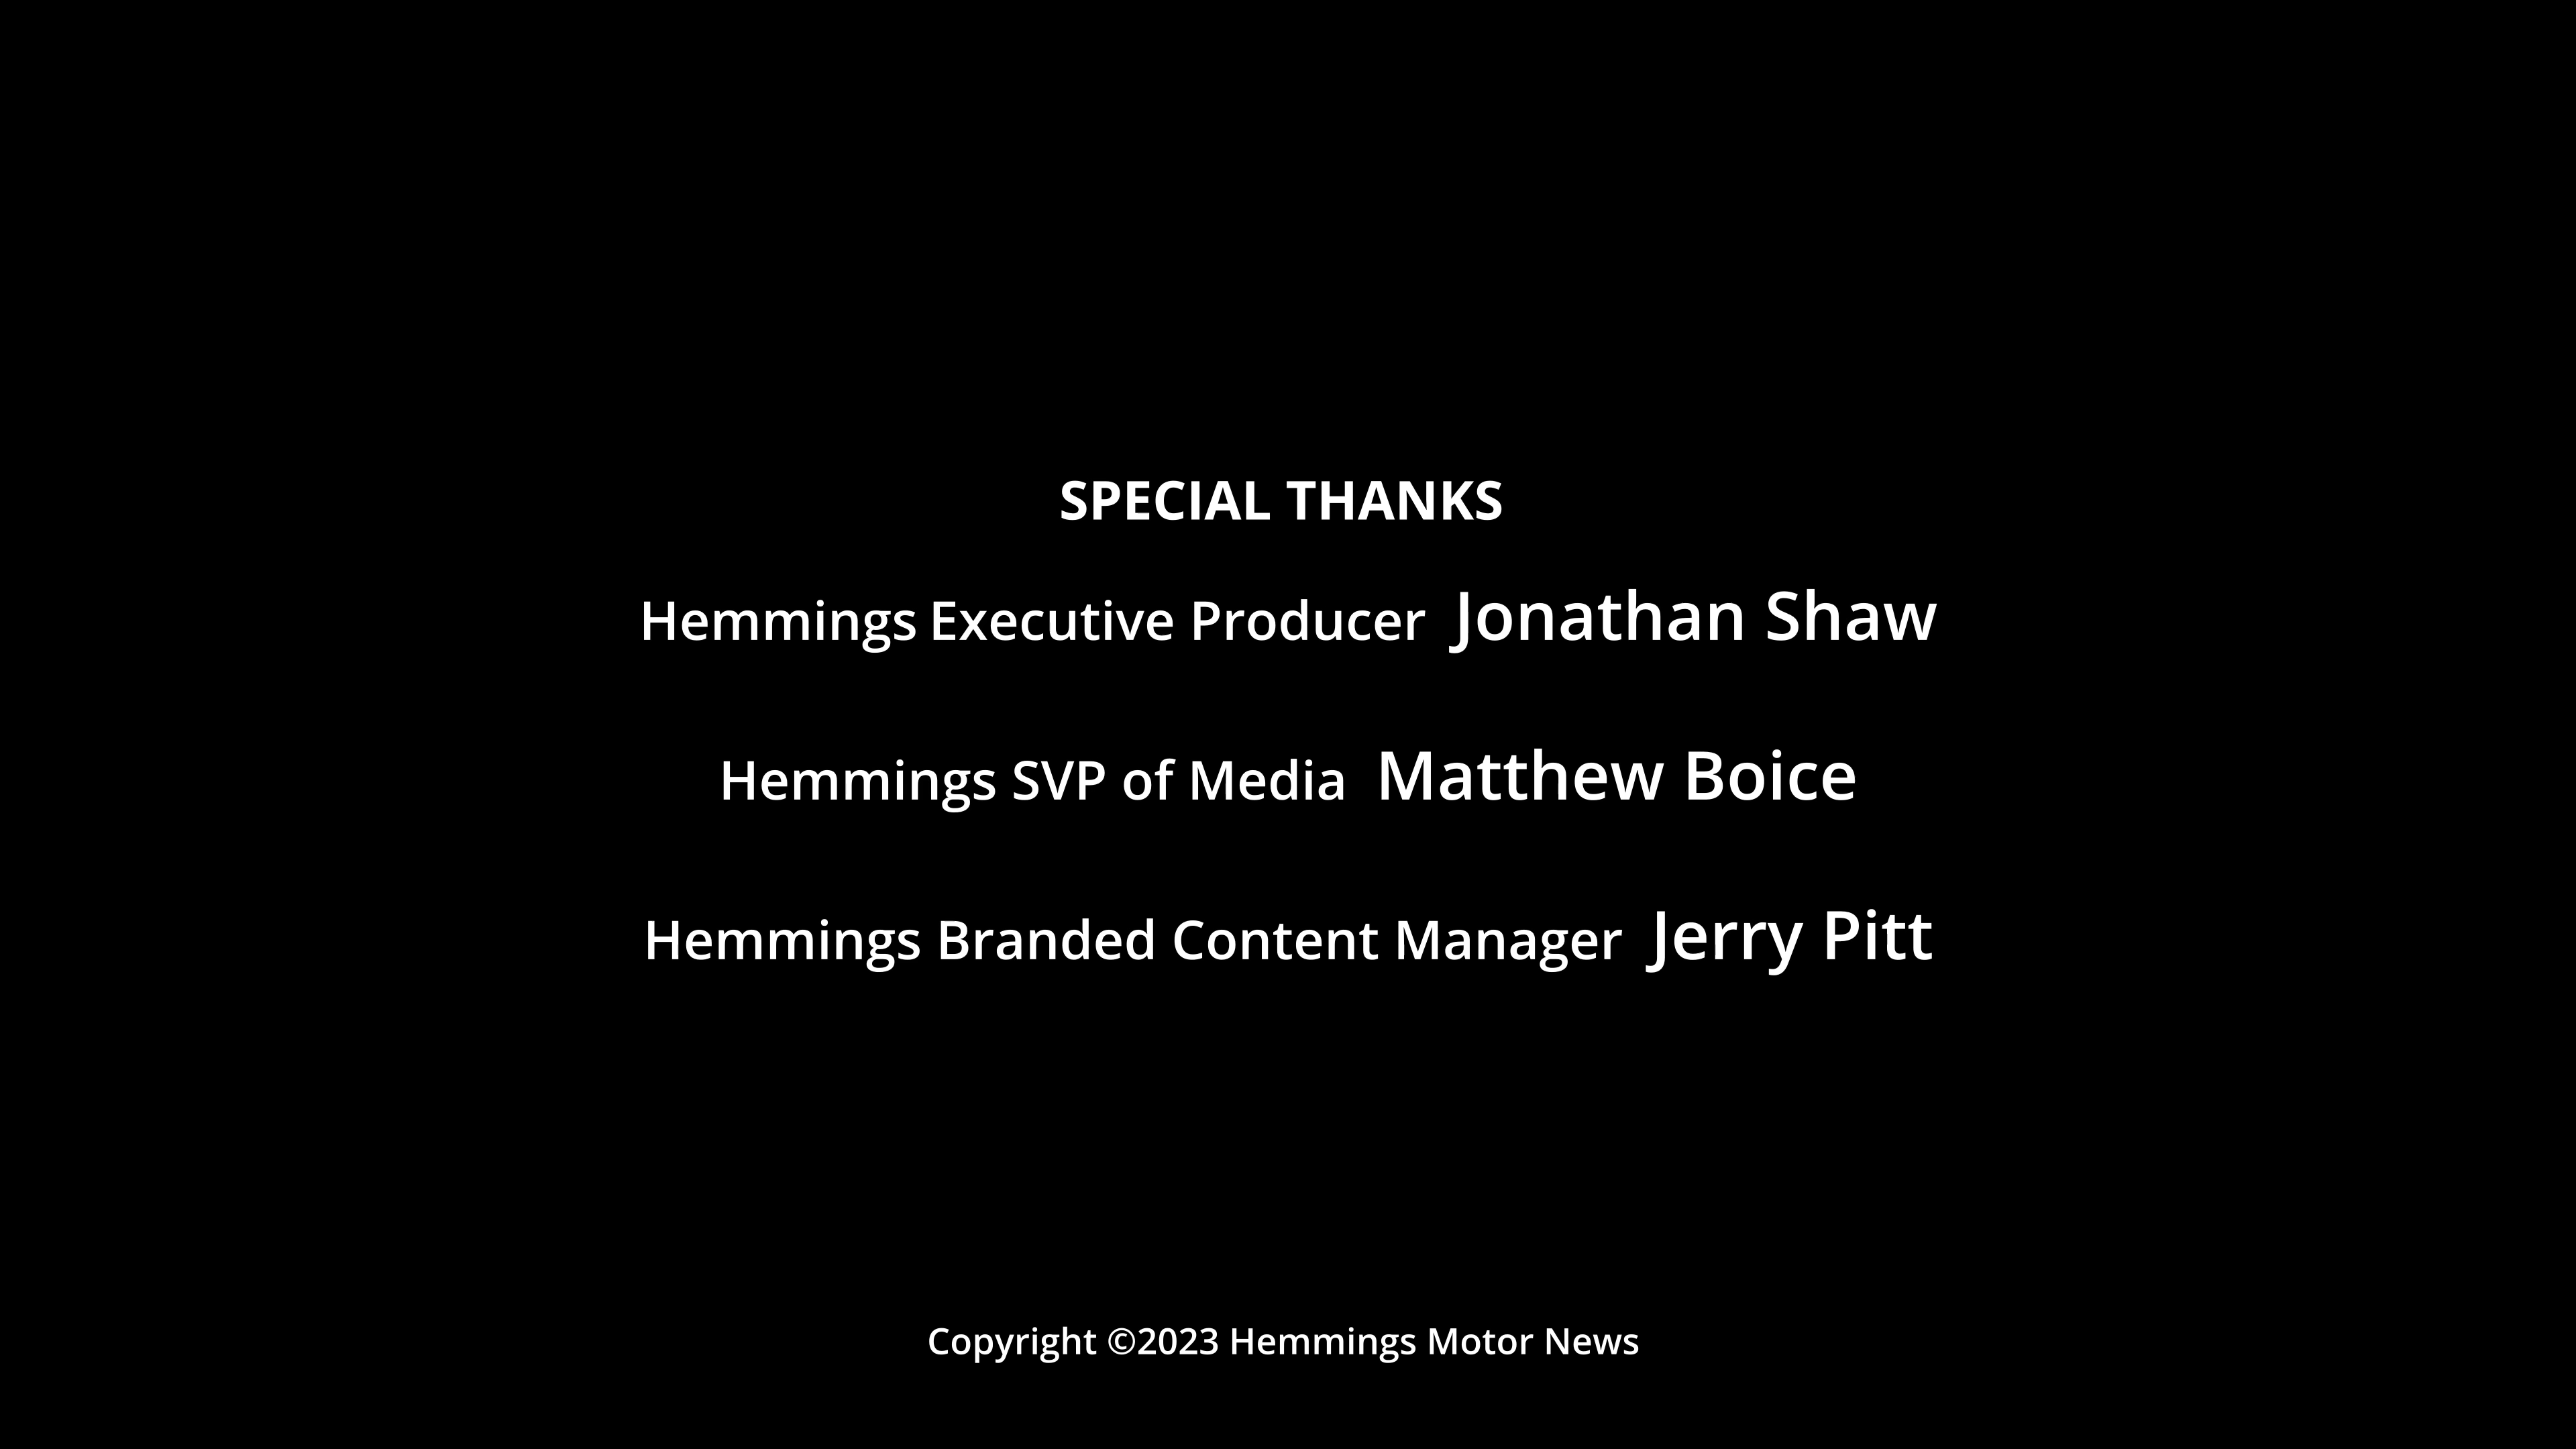 SPECIAL THANKS
Hemmings Executive Producer Jonathan Shaw
Hemmings SVP of Media Matthew Boice
Hemmings Branded Content Manager Jerry Pitt
Copyright ©2023 Hemmings Motor News